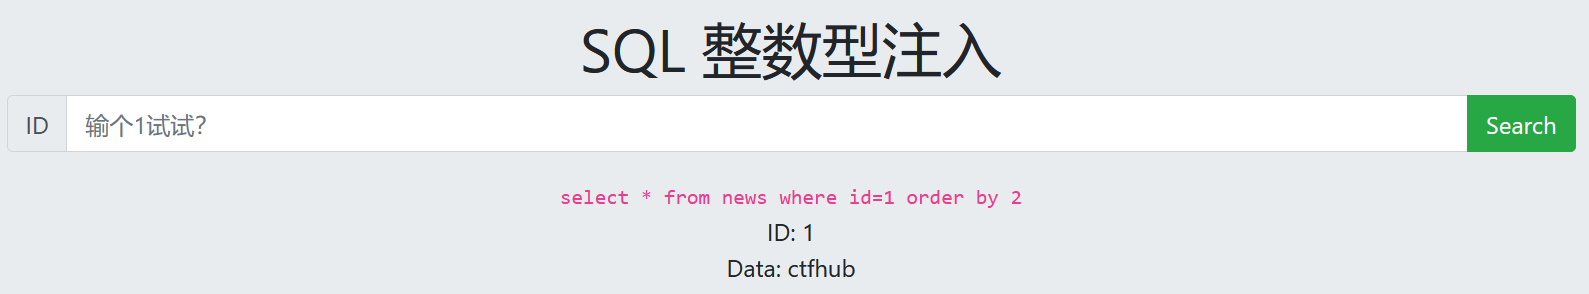 SQL 整数型注入
ID 输个1试试? Search
select * from news where id=1 order by 2
ID: 1
Data: ctfhub